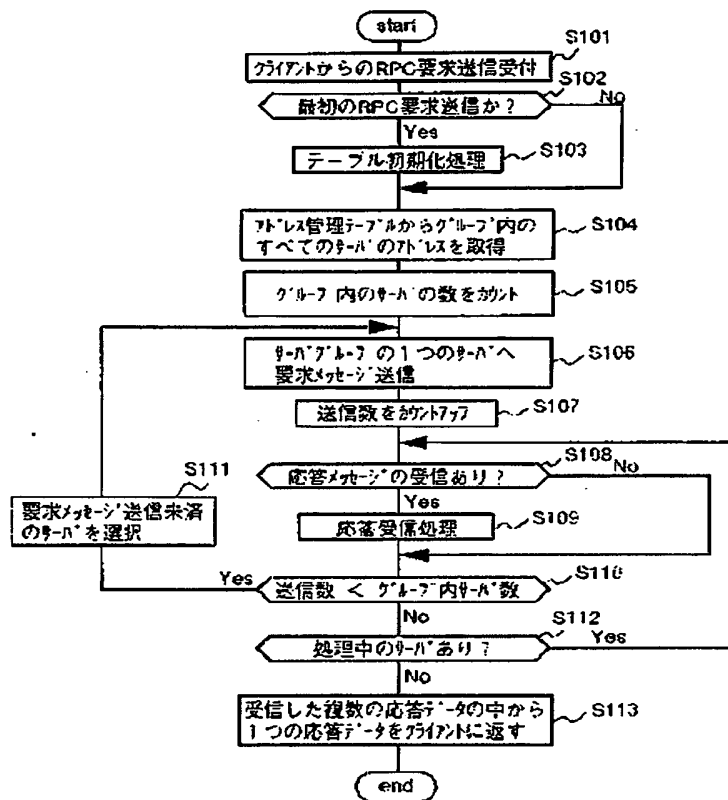 start
S101
クライアントからのRPC要求送信受付
S102
最初のRPC要求送信か?
No
Yes
テーブル初期化処理
S103
アドレス管理テーブルからグループ内の
すべてのサーバのアドレスを取得
S104
グループ内のサーバの数をカウント
S105
サーバグループの1つのサーバへ
要求メッセージ送信
S106
送信数をカウントアップ
S107
S108
応答メッセージの受信あり?
No
S111
要求メッセージ送信未済
のサーバを選択
Yes
応答受信処理
S109
S110
送信数 < グループ内サーバ数
Yes
No
S112
処理中のサーバあり?
Yes
No
受信した複数の応答データの中から
1つの応答データをクライアントに返す
S113
end